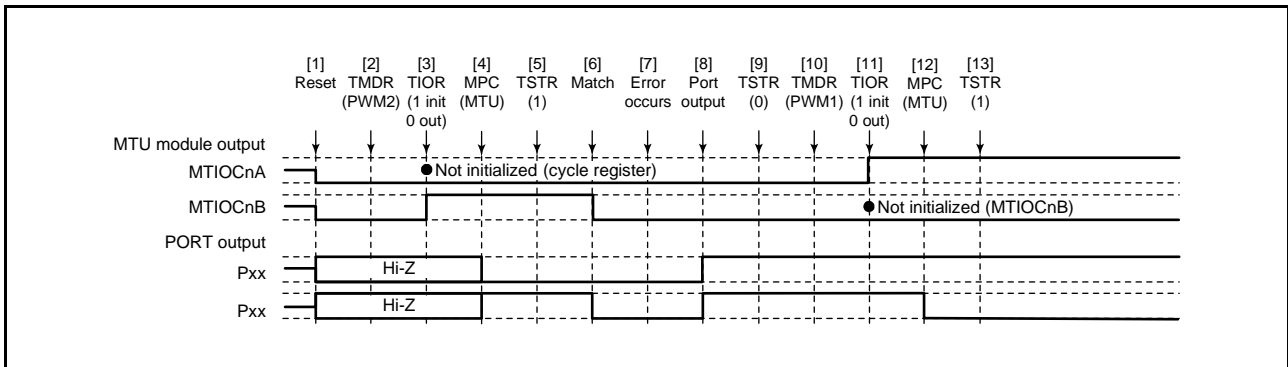 [1] [2] [3] [4] [5] [6] [7] [8] [9] [10] [11] [12] [13]
Reset TMDR TIOR MPC TSTR Match Error Port TSTR TMDR TIOR MPC TSTR
(PWM2) (1 init (MTU) (1) occurs output (0) (PWM1) (1 init (MTU) (1)
0 out) 0 out)
MTU module output
MTIOCnA Not initialized (cycle register)
MTIOCnB Not initialized (MTIOCnB)
PORT output
Pxx Hi-Z
Pxx Hi-Z